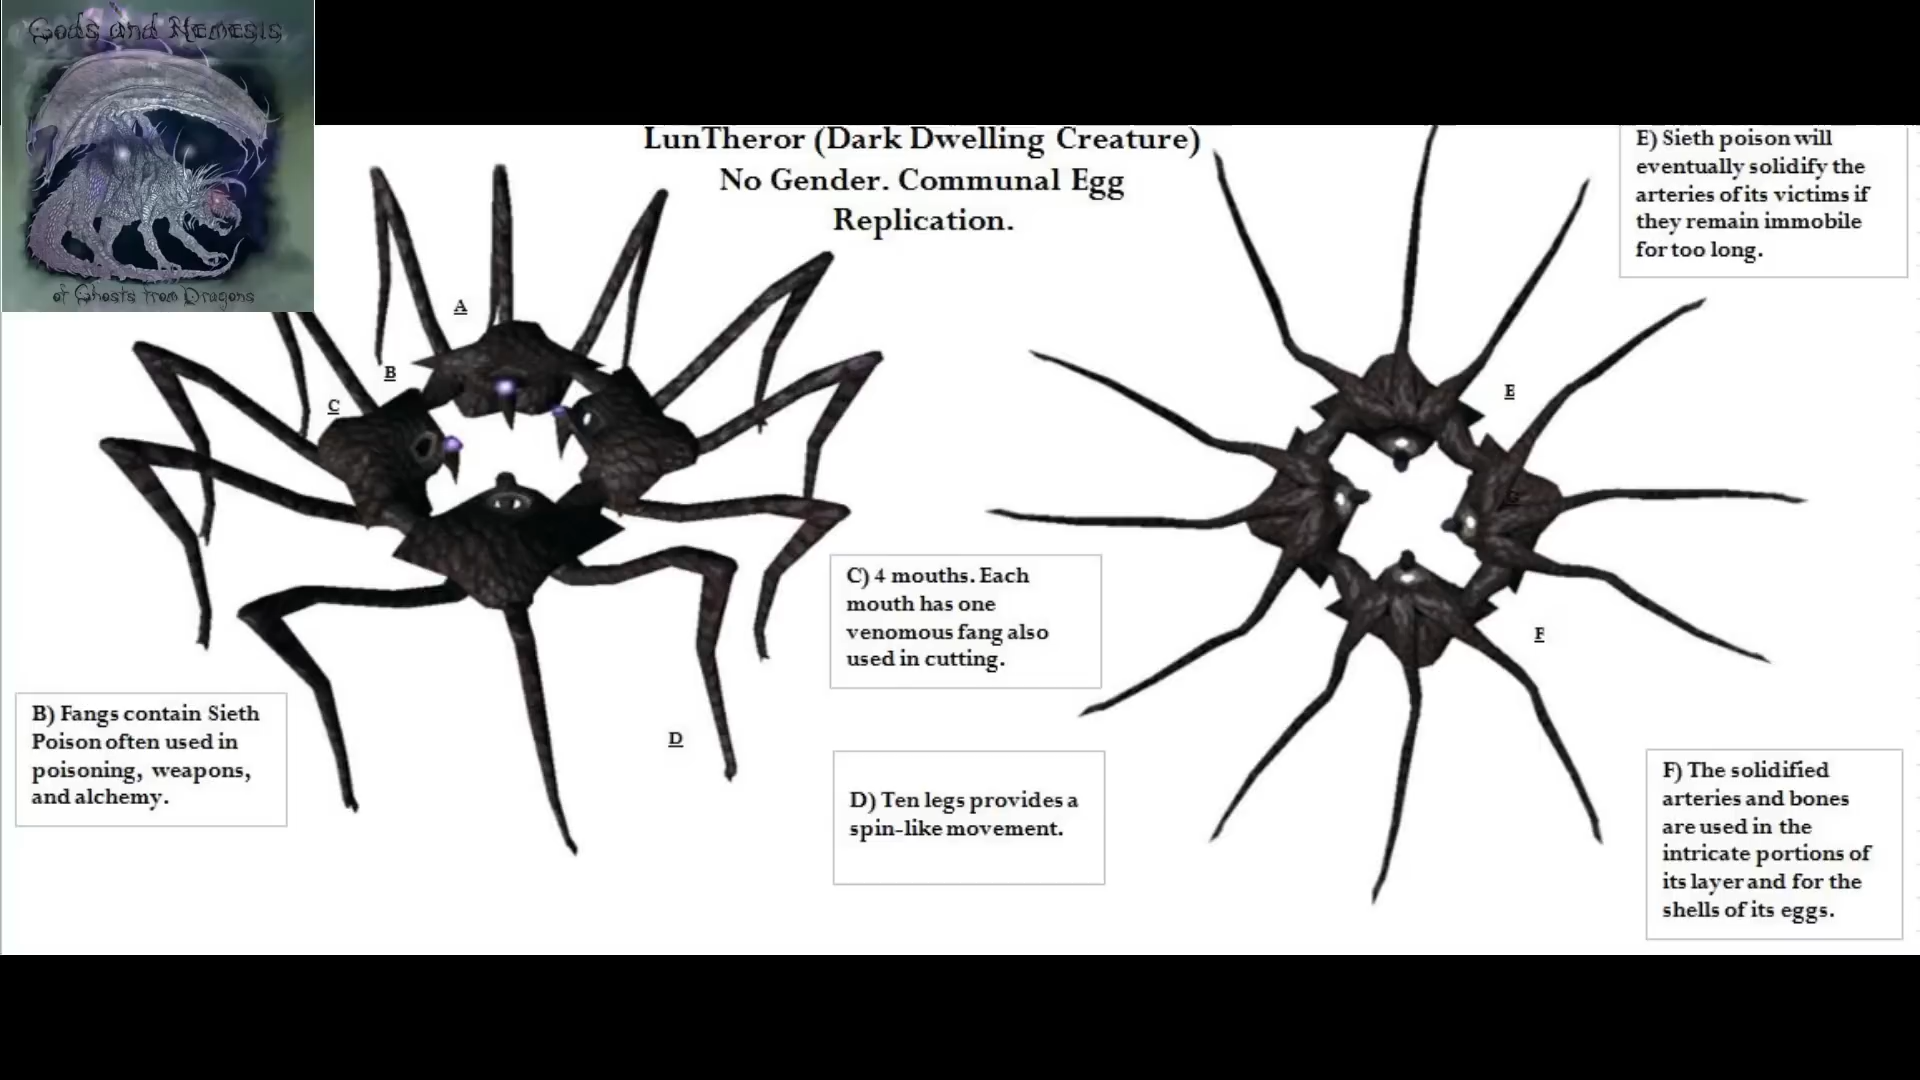 Gods and Nemesis
of Ghosts from Dragons
LunTheror (Dark Dwelling Creature)
No Gender. Communal Egg
Replication.
A
B
C
D
E
G
F
B) Fangs contain Sieth
Poison often used in
poisoning, weapons,
and alchemy.
C) 4 mouths. Each
mouth has one
venomous fang also
used in cutting.
D) Ten legs provides a
spin-like movement.
E) Sieth poison will
eventually solidify the
arteries of its victims if
they remain immobile
for too long.
F) The solidified
arteries and bones
are used in the
intricate portions of
its layer and for the
shells of its eggs.